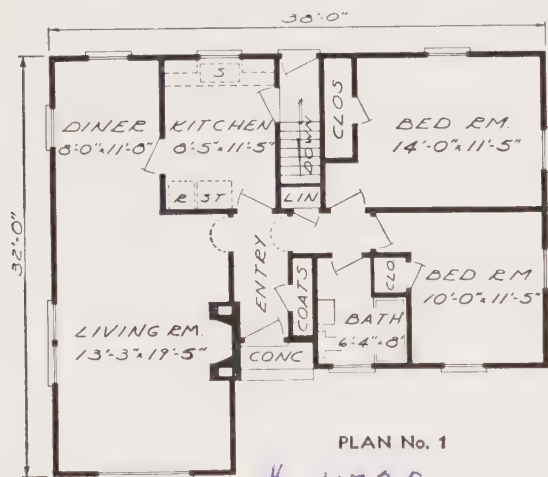 38'-0"
32'-0"
S
DINER
8'-0"x11'-8"
KITCHEN
8'-5"x11'-5"
DOWN
CLOS
BED RM.
14'-0"x11'-5"
R
ST
LIN
ENTRY
COATS
CLO.
BED RM
10'-0"x11'-5"
LIVING RM.
13'-3"x19'-5"
BATH
6'-4"x8'
CONC
PLAN No. 1